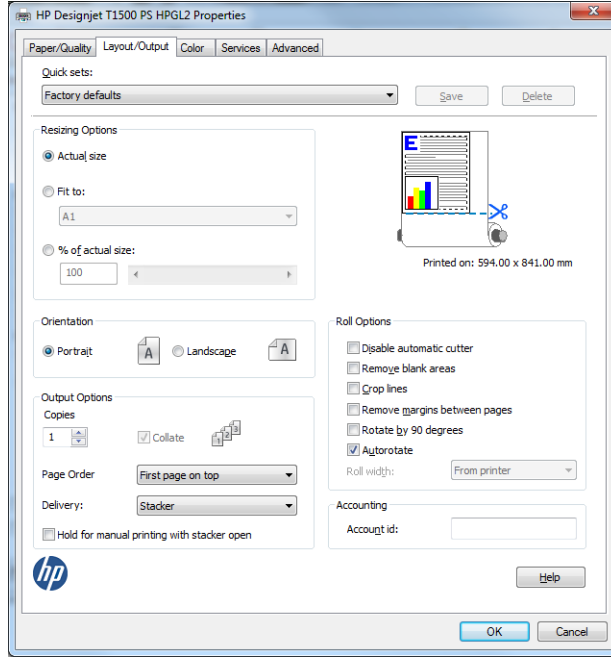 HP Designjet T1500 PS HPGL2 Properties
Paper/Quality Layout/Output Color Services Advanced
Quick sets:
Factory defaults
Save Delete
Resizing Options
Actual size
Fit to:
A1
% of actual size:
100
E
Printed on: 594.00 x 841.00 mm
Orientation
Portrait A Landscape A
Output Options
Copies
1 Collate 1 2 3
Page Order First page on top
Delivery: Stacker
Hold for manual printing with stacker open
Roll Options
Disable automatic cutter
Remove blank areas
Crop lines
Remove margins between pages
Rotate by 90 degrees
Autorotate
Roll width: From printer
Accounting
Account id:
hp
Help
OK Cancel